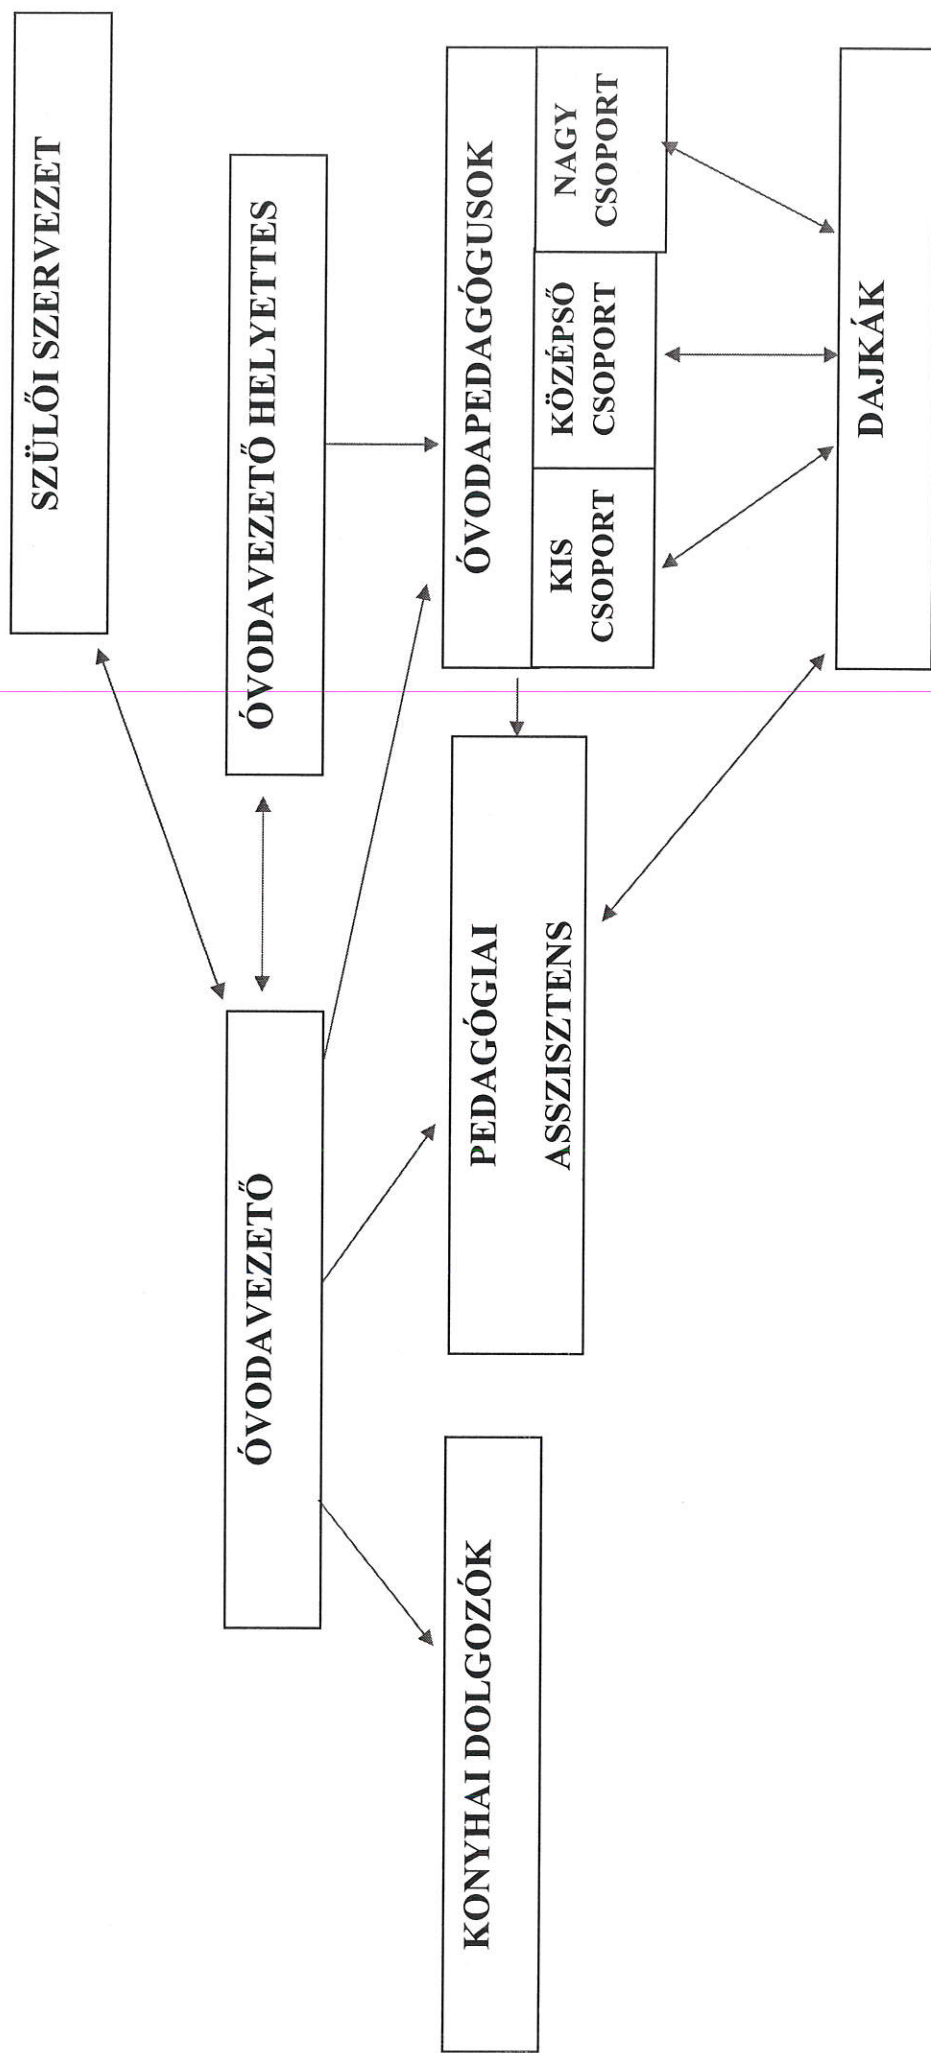 SZÜLŐI SZERVEZET
ÓVODAVEZETŐ
ÓVODAVEZETŐ HELYETTES
KONYHAI DOLGOZÓK
PEDAGÓGIAI
ASSZISZTENS
ÓVODAPEDAGÓGUSOK
KIS
CSOPORT
KÖZÉPSŐ
CSOPORT
NAGY
CSOPORT
DAJKÁK